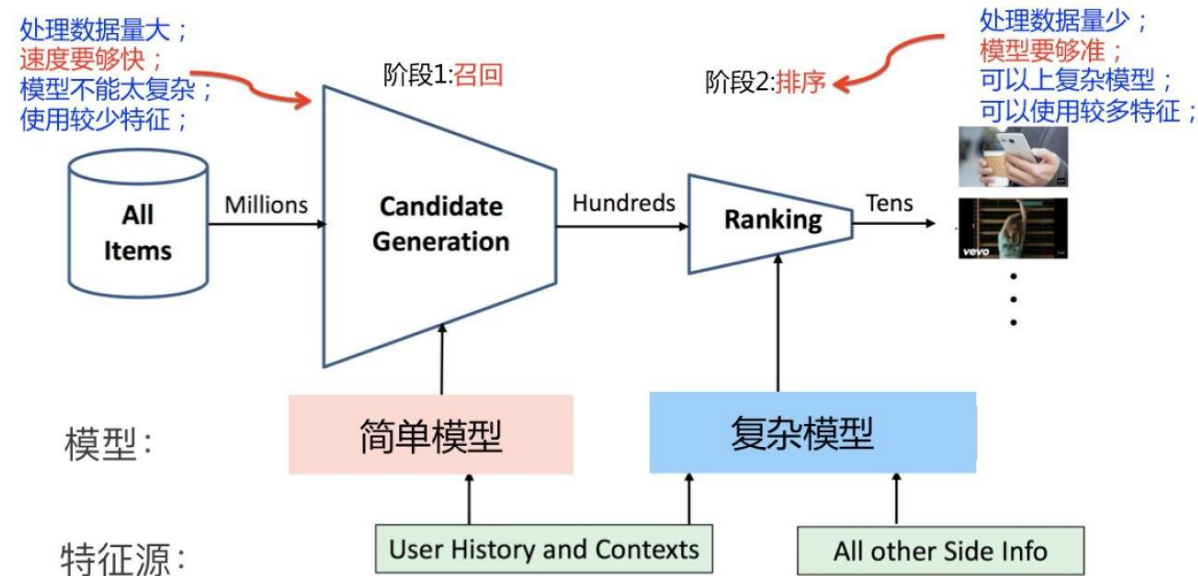 处理数据量大；
速度要够快；
模型不能太复杂；
使用较少特征；
阶段1:召回
阶段2:排序
处理数据量少；
模型要够准；
可以上复杂模型；
可以使用较多特征；
All
Items
Millions
Candidate
Generation
Hundreds
Ranking
Tens
vevo
模型：
简单模型
复杂模型
特征源：
User History and Contexts
All other Side Info